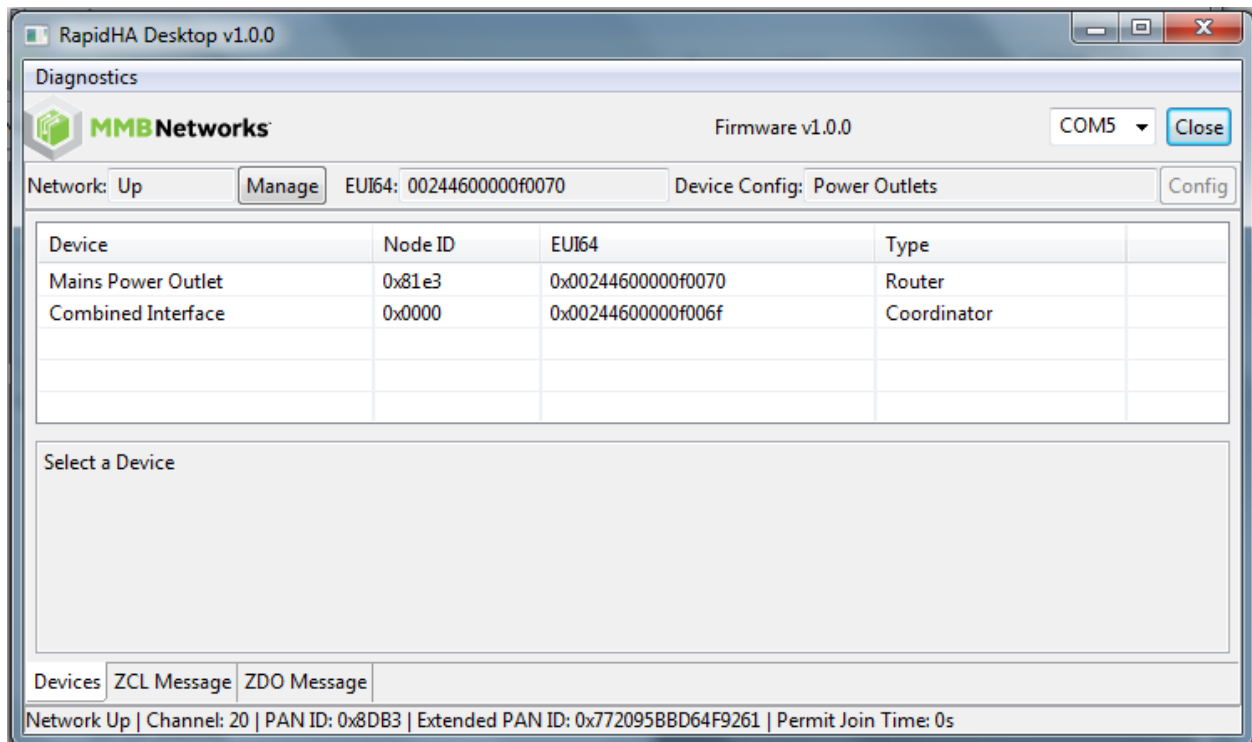 RapidHA Desktop v1.0.0
Diagnostics
MMBNetworks Firmware v1.0.0 COM5 Close
Network: Up Manage EUI64: 00244600000f0070 Device Config: Power Outlets Config
Device Node ID EUI64 Type
Mains Power Outlet 0x81e3 0x00244600000f0070 Router
Combined Interface 0x0000 0x00244600000f006f Coordinator
Select a Device
Devices ZCL Message ZDO Message
Network Up | Channel: 20 | PAN ID: 0x8DB3 | Extended PAN ID: 0x772095BBD64F9261 | Permit Join Time: 0s